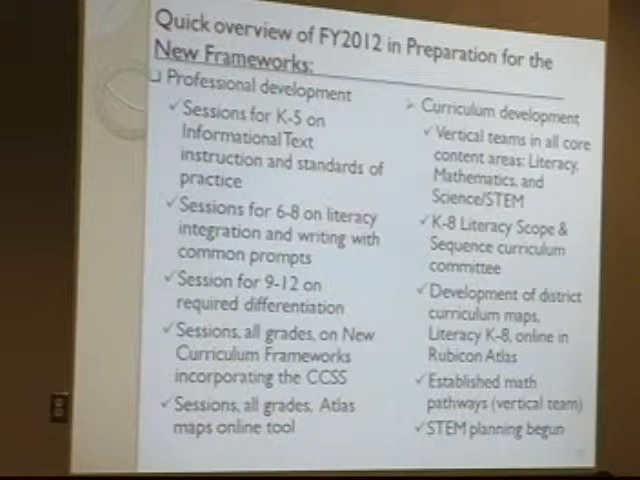 Quick overview of FY2012 in Preparation for the
New Frameworks:
Professional development
Sessions for K-5 on
Informational Text
instruction and standards of
practice
Sessions for 6-8 on literacy
integration and writing with
common prompts
Session for 9-12 on
required differentiation
Sessions, all grades, on New
Curriculum Frameworks
incorporating the CCSS
Sessions, all grades, Atlas
maps online tool
Curriculum development
Vertical teams in all core
content areas: Literacy,
Mathematics, and
Science/STEM
K-8 Literacy Scope &
Sequence curriculum
committee
Development of district
curriculum maps,
Literacy K-8, online in
Rubicon Atlas
Established math
pathways (vertical team)
STEM planning begun